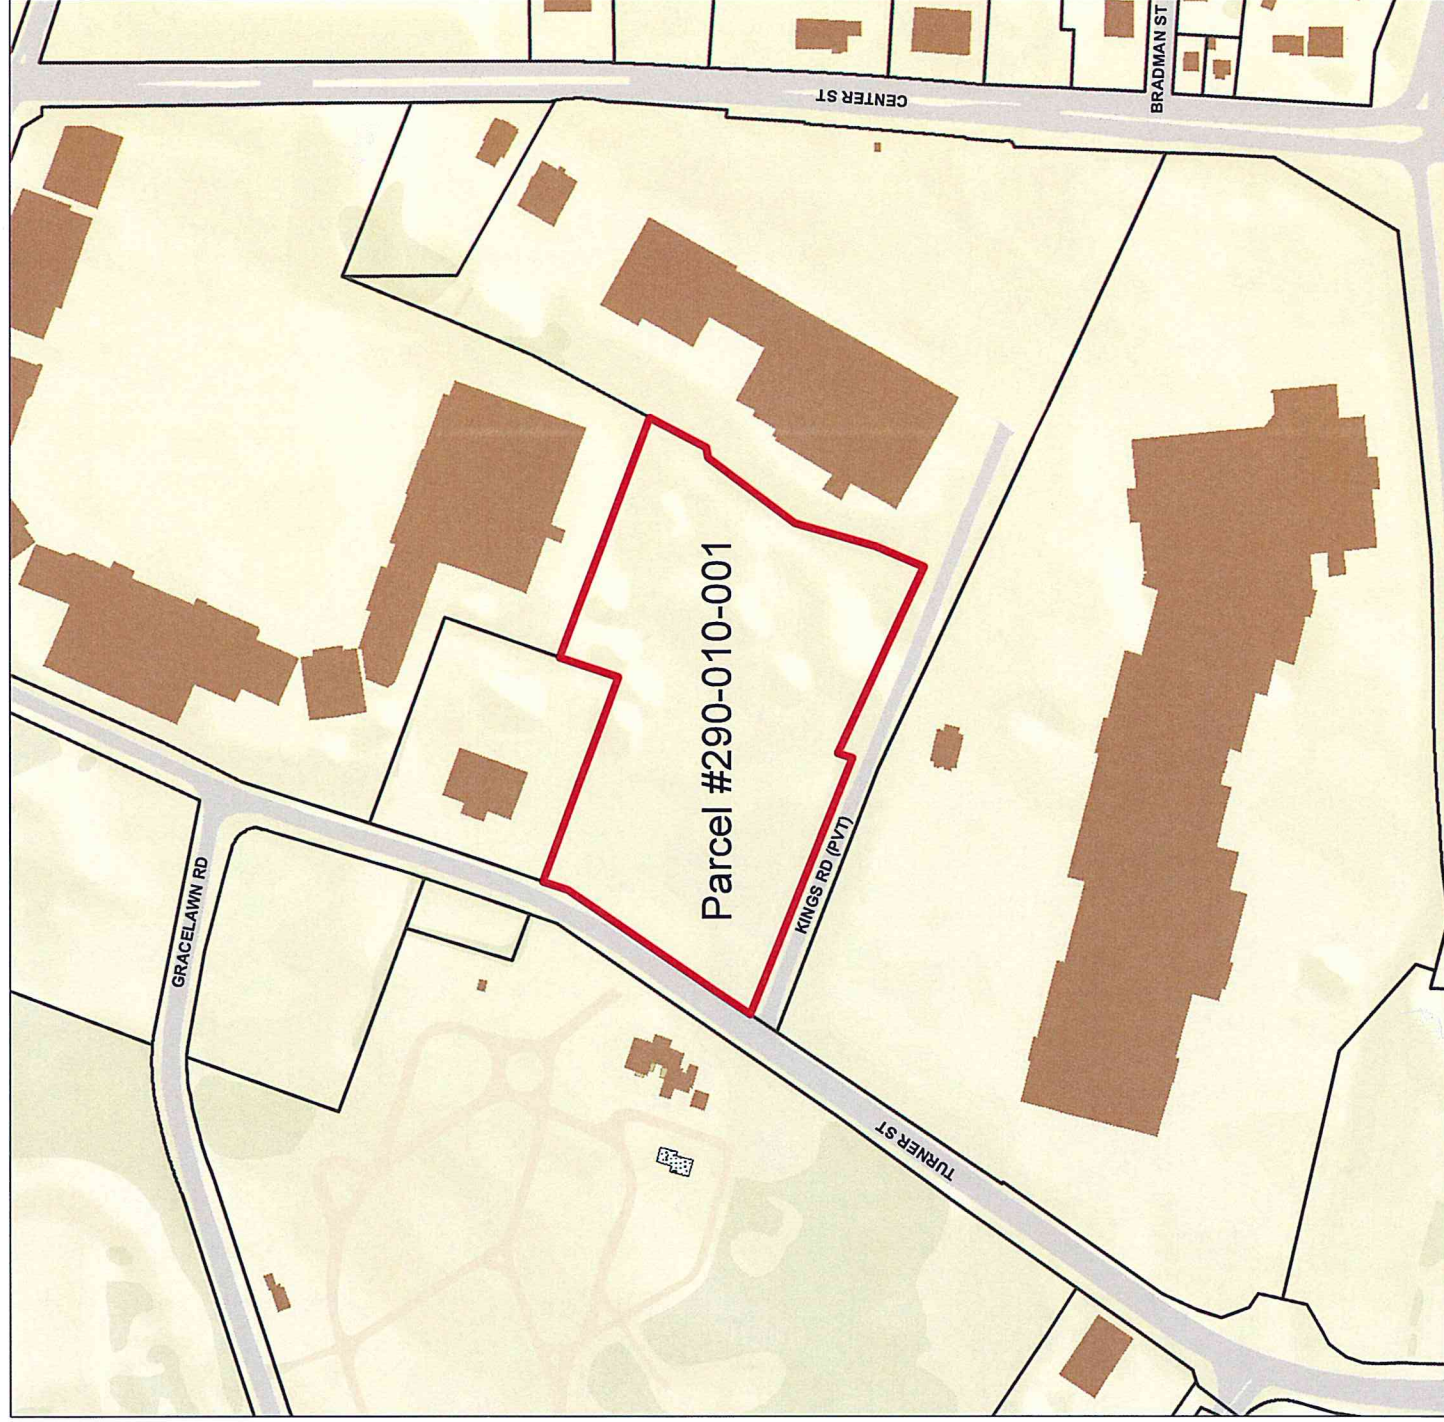 CENTER ST
BRADMAN ST
Parcel #290-010-001
KINGS RD (PVT)
GRACELAWN RD
TURNER ST